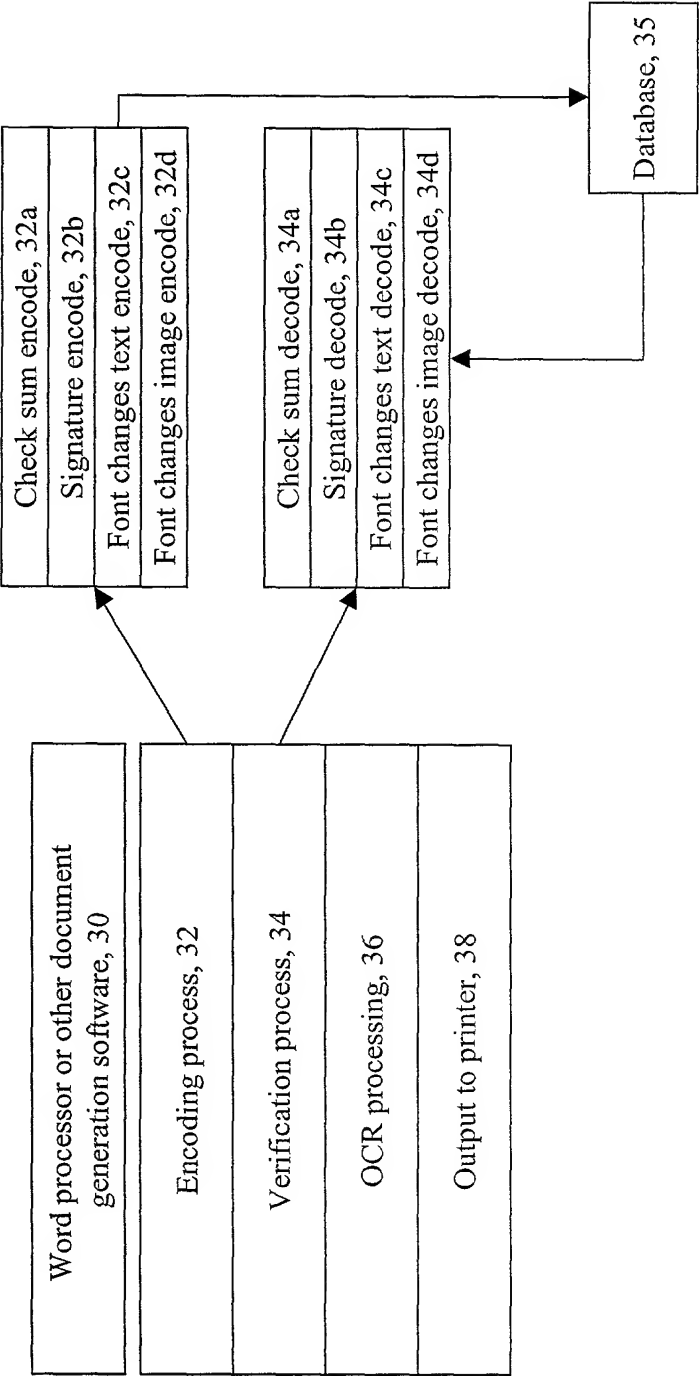 Word processor or other document
generation software, 30
Encoding process, 32
Verification process, 34
OCR processing, 36
Output to printer, 38
Check sum encode, 32a
Signature encode, 32b
Font changes text encode, 32c
Font changes image encode, 32d
Check sum decode, 34a
Signature decode, 34b
Font changes text decode, 34c
Font changes image decode, 34d
Database, 35